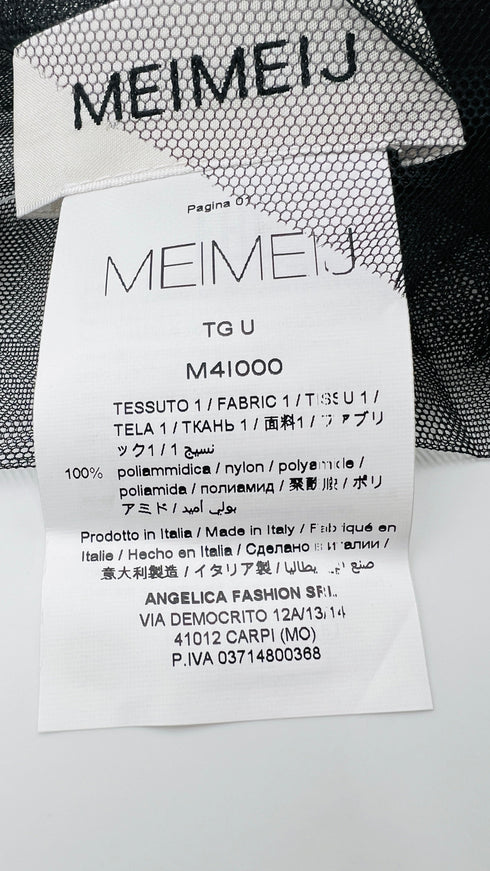 MEIMEIJ
Pagina 01
MEIMEIJ
TG U
M4I000
TESSUTO 1 / FABRIC 1 / TISSU 1 /
TELA 1 / ТКАНЬ 1 / 面料1 / ファブリ
ック1 / نسيج 1
100% poliammidica / nylon / polyamide /
poliamida / полиамид / 聚酰胺 / ポリ
アミド / بولي أميد
Prodotto in Italia / Made in Italy / Fabriqué en
Italie / Hecho en Italia / Сделано в Италии /
意大利製造 / イタリア製 / صنع في إيطاليا
ANGELICA FASHION SRL.
VIA DEMOCRITO 12A/13/14
41012 CARPI (MO)
P.IVA 03714800368